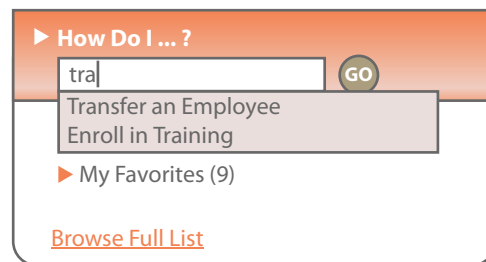 How Do I ... ?
tra
GO
Transfer an Employee
Enroll in Training
My Favorites (9)
Browse Full List